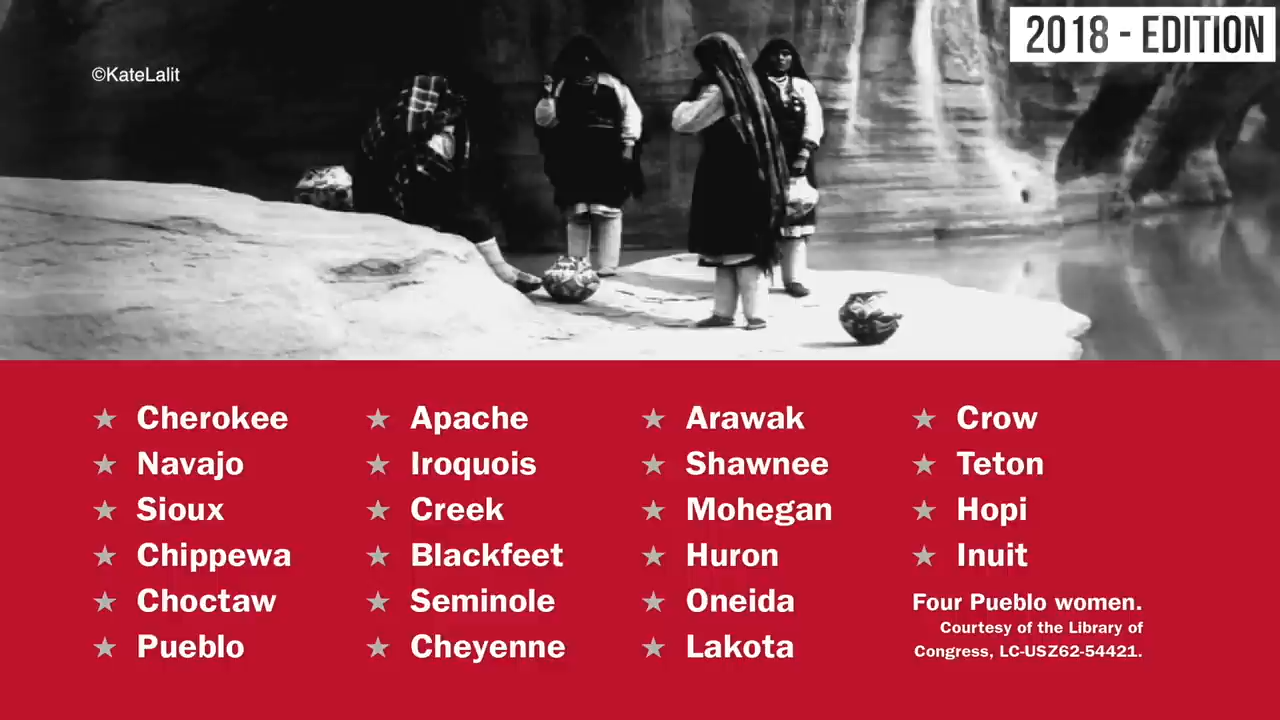 2018 - EDITION
©KateLalit
Cherokee
Navajo
Sioux
Chippewa
Choctaw
Pueblo
Apache
Iroquois
Creek
Blackfeet
Seminole
Cheyenne
Arawak
Shawnee
Mohegan
Huron
Oneida
Lakota
Crow
Teton
Hopi
Inuit
Four Pueblo women.
Courtesy of the Library of
Congress, LC-USZ62-54421.